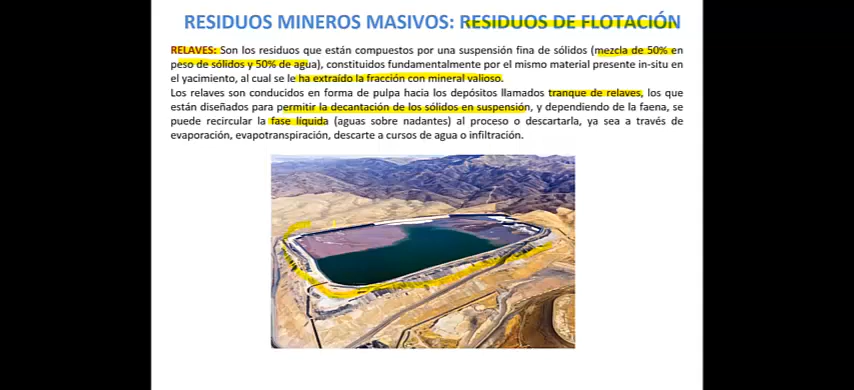 RESIDUOS MINEROS MASIVOS: RESIDUOS DE FLOTACIÓN
RELAVES: Son los residuos que están compuestos por una suspensión fina de sólidos (mezcla de 50% en
peso de sólidos y 50% de agua), constituidos fundamentalmente por el mismo material presente in-situ en
el yacimiento, al cual se le ha extraído la fracción con mineral valioso.
Los relaves son conducidos en forma de pulpa hacia los depósitos llamados tranque de relaves, los que
están diseñados para permitir la decantación de los sólidos en suspensión, y dependiendo de la faena, se
puede recircular la fase líquida (aguas sobre nadantes) al proceso o descartarla, ya sea a través de
evaporación, evapotranspiración, descarte a cursos de agua o infiltración.